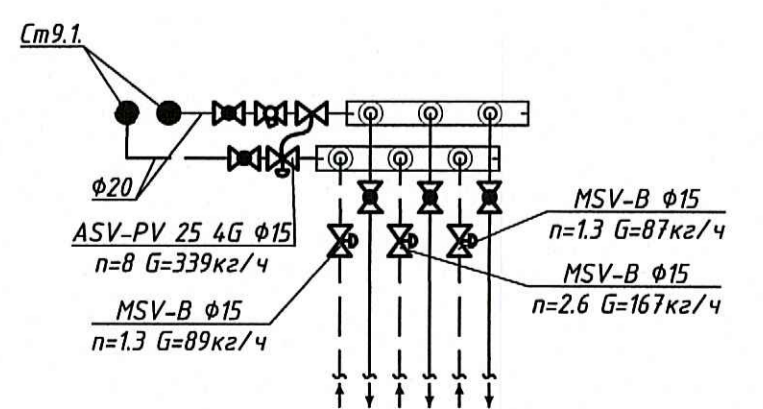 Ст9.1.
Ф20
ASV-PV 25 4G Ф15
n=8 G=339кг/ч
MSV-B Ф15
n=1.3 G=89кг/ч
MSV-B Ф15
n=1.3 G=87кг/ч
MSV-B Ф15
n=2.6 G=167кг/ч